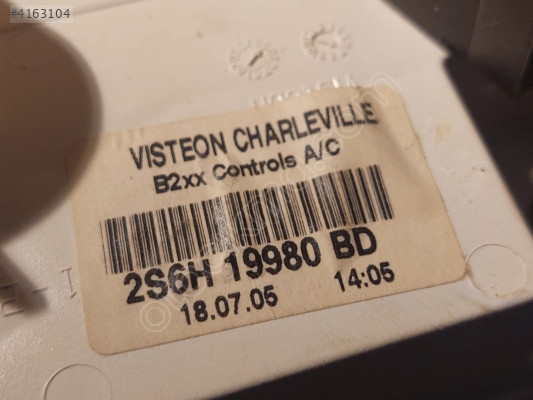 #4163104
VISTEON CHARLEVILLE
B2xx Controls A/C
2S6H 19980 BD
18.07.05 14:05